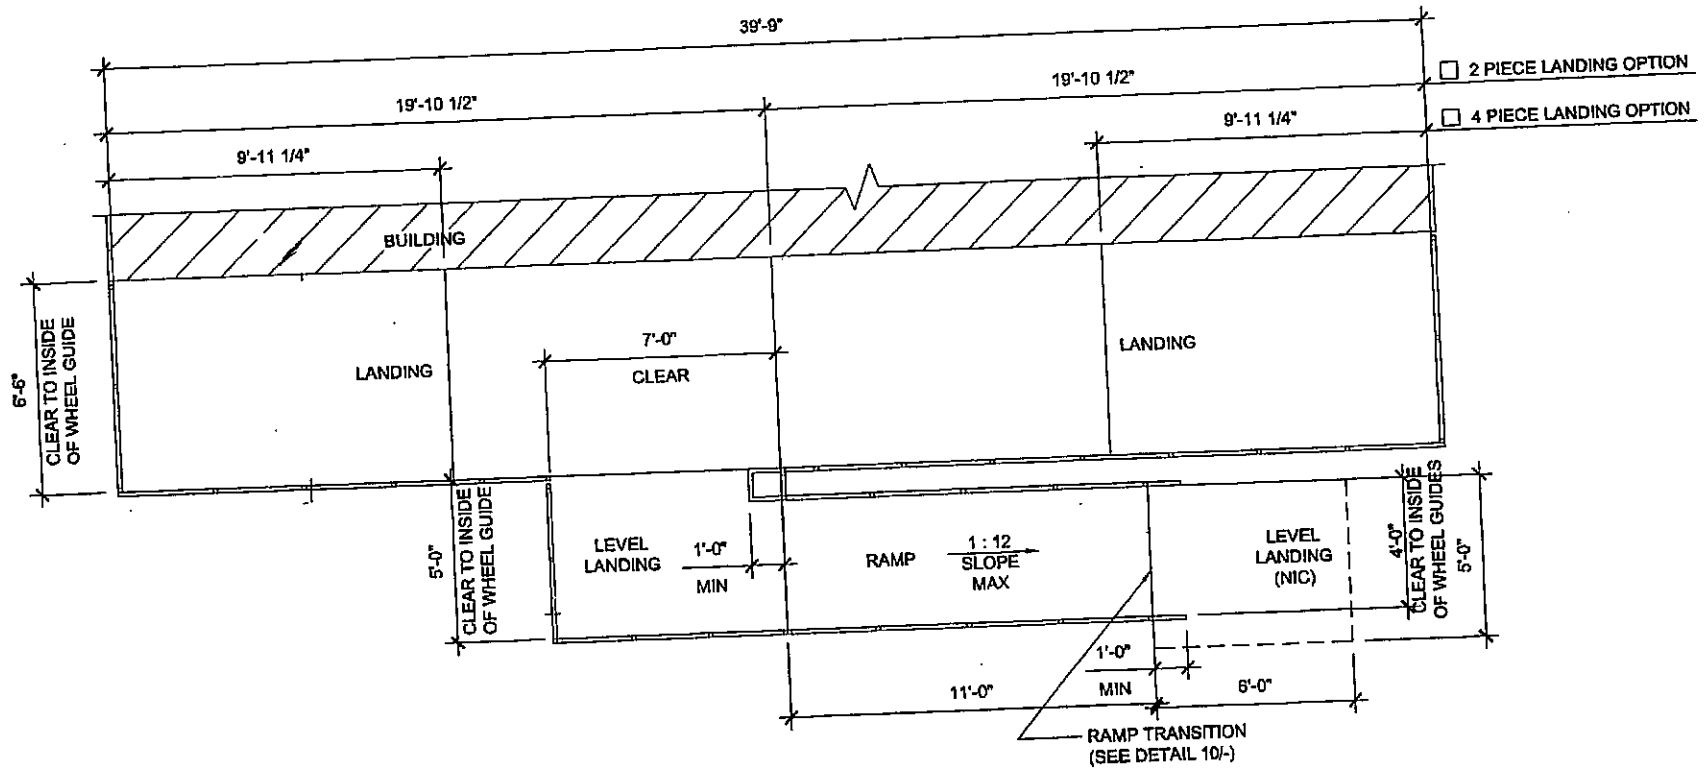 39'-9"
19'-10 1/2"
19'-10 1/2"
□ 2 PIECE LANDING OPTION
9'-11 1/4"
9'-11 1/4"
□ 4 PIECE LANDING OPTION
BUILDING
6'-6"
CLEAR TO INSIDE
OF WHEEL GUIDE
LANDING
7'-0"
CLEAR
LANDING
5'-0"
CLEAR TO INSIDE
OF WHEEL GUIDE
LEVEL
LANDING
1'-0"
MIN
RAMP
1 : 12
SLOPE
MAX
LEVEL
LANDING
(NIC)
4'-0"
CLEAR TO INSIDE
OF WHEEL GUIDES
5'-0"
11'-0"
1'-0"
MIN
6'-0"
RAMP TRANSITION
(SEE DETAIL 10/-)